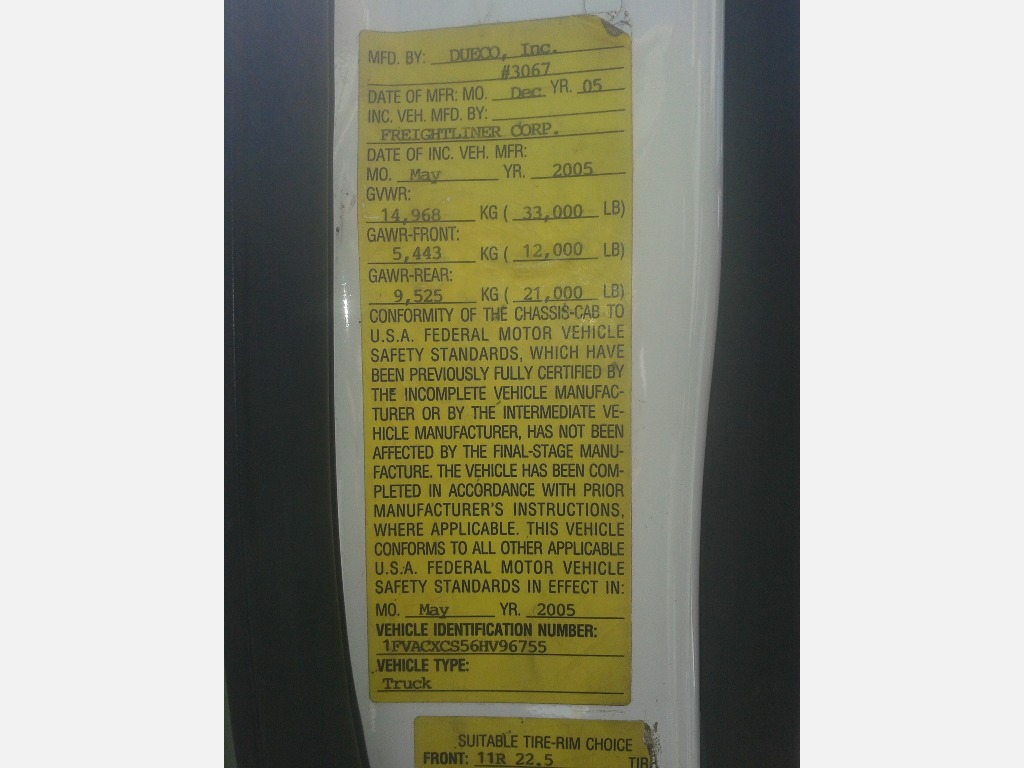 MFD. BY: DUECO, Inc.
#3067
DATE OF MFR: MO. Dec YR. 05
INC. VEH. MFD. BY:
FREIGHTLINER CORP.
DATE OF INC. VEH. MFR:
MO. May YR. 2005
GVWR:
14,968 KG ( 33,000 LB)
GAWR-FRONT:
5,443 KG ( 12,000 LB)
GAWR-REAR:
9,525 KG ( 21,000 LB)
CONFORMITY OF THE CHASSIS-CAB TO
U.S.A. FEDERAL MOTOR VEHICLE
SAFETY STANDARDS, WHICH HAVE
BEEN PREVIOUSLY FULLY CERTIFIED BY
THE INCOMPLETE VEHICLE MANUFAC-
TURER OR BY THE INTERMEDIATE VE-
HICLE MANUFACTURER, HAS NOT BEEN
AFFECTED BY THE FINAL-STAGE MANU-
FACTURE. THE VEHICLE HAS BEEN COM-
PLETED IN ACCORDANCE WITH PRIOR
MANUFACTURER'S INSTRUCTIONS,
WHERE APPLICABLE. THIS VEHICLE
CONFORMS TO ALL OTHER APPLICABLE
U.S.A. FEDERAL MOTOR VEHICLE
SAFETY STANDARDS IN EFFECT IN:
MO. May YR. 2005
VEHICLE IDENTIFICATION NUMBER:
1FVACXCS56HV96755
VEHICLE TYPE:
Truck
SUITABLE TIRE-RIM CHOICE
FRONT: 11R 22.5